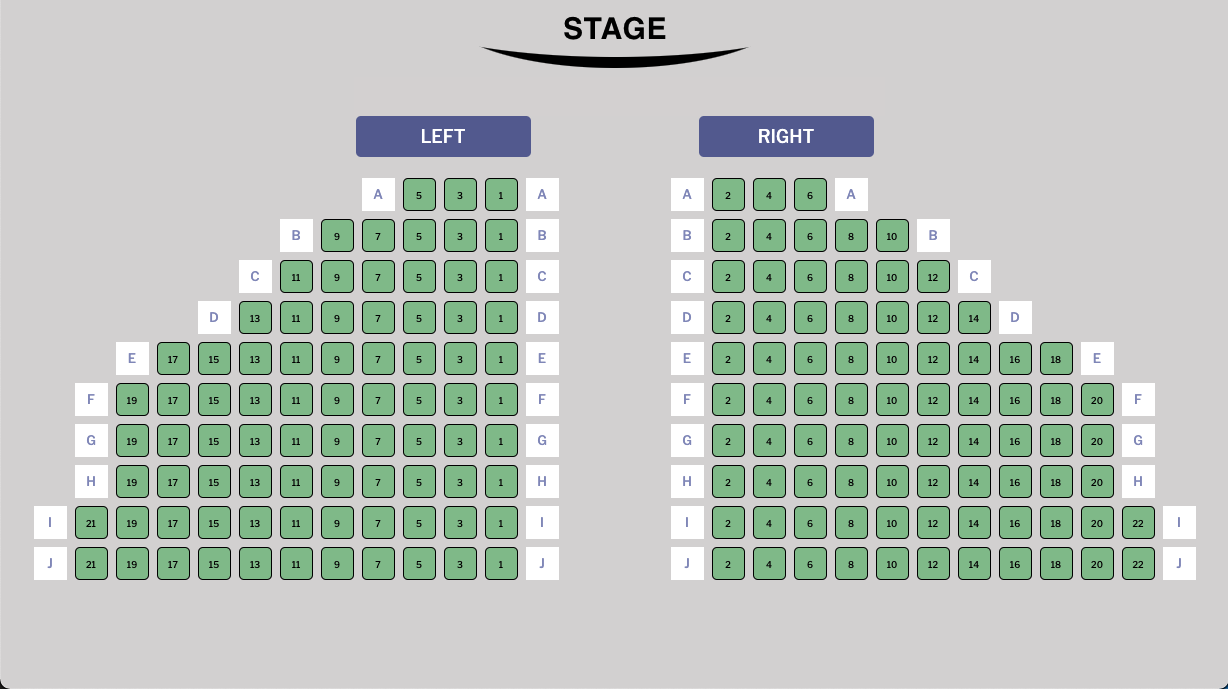 STAGE
LEFT RIGHT
A 5 3 1 A A 2 4 6 A
B 9 7 5 3 1 B B 2 4 6 8 10 B
C 11 9 7 5 3 1 C C 2 4 6 8 10 12 C
D 13 11 9 7 5 3 1 D D 2 4 6 8 10 12 14 D
E 17 15 13 11 9 7 5 3 1 E E 2 4 6 8 10 12 14 16 18 E
F 19 17 15 13 11 9 7 5 3 1 F F 2 4 6 8 10 12 14 16 18 20 F
G 19 17 15 13 11 9 7 5 3 1 G G 2 4 6 8 10 12 14 16 18 20 G
H 19 17 15 13 11 9 7 5 3 1 H H 2 4 6 8 10 12 14 16 18 20 H
I 21 19 17 15 13 11 9 7 5 3 1 I I 2 4 6 8 10 12 14 16 18 20 22 I
J 21 19 17 15 13 11 9 7 5 3 1 J J 2 4 6 8 10 12 14 16 18 20 22 J